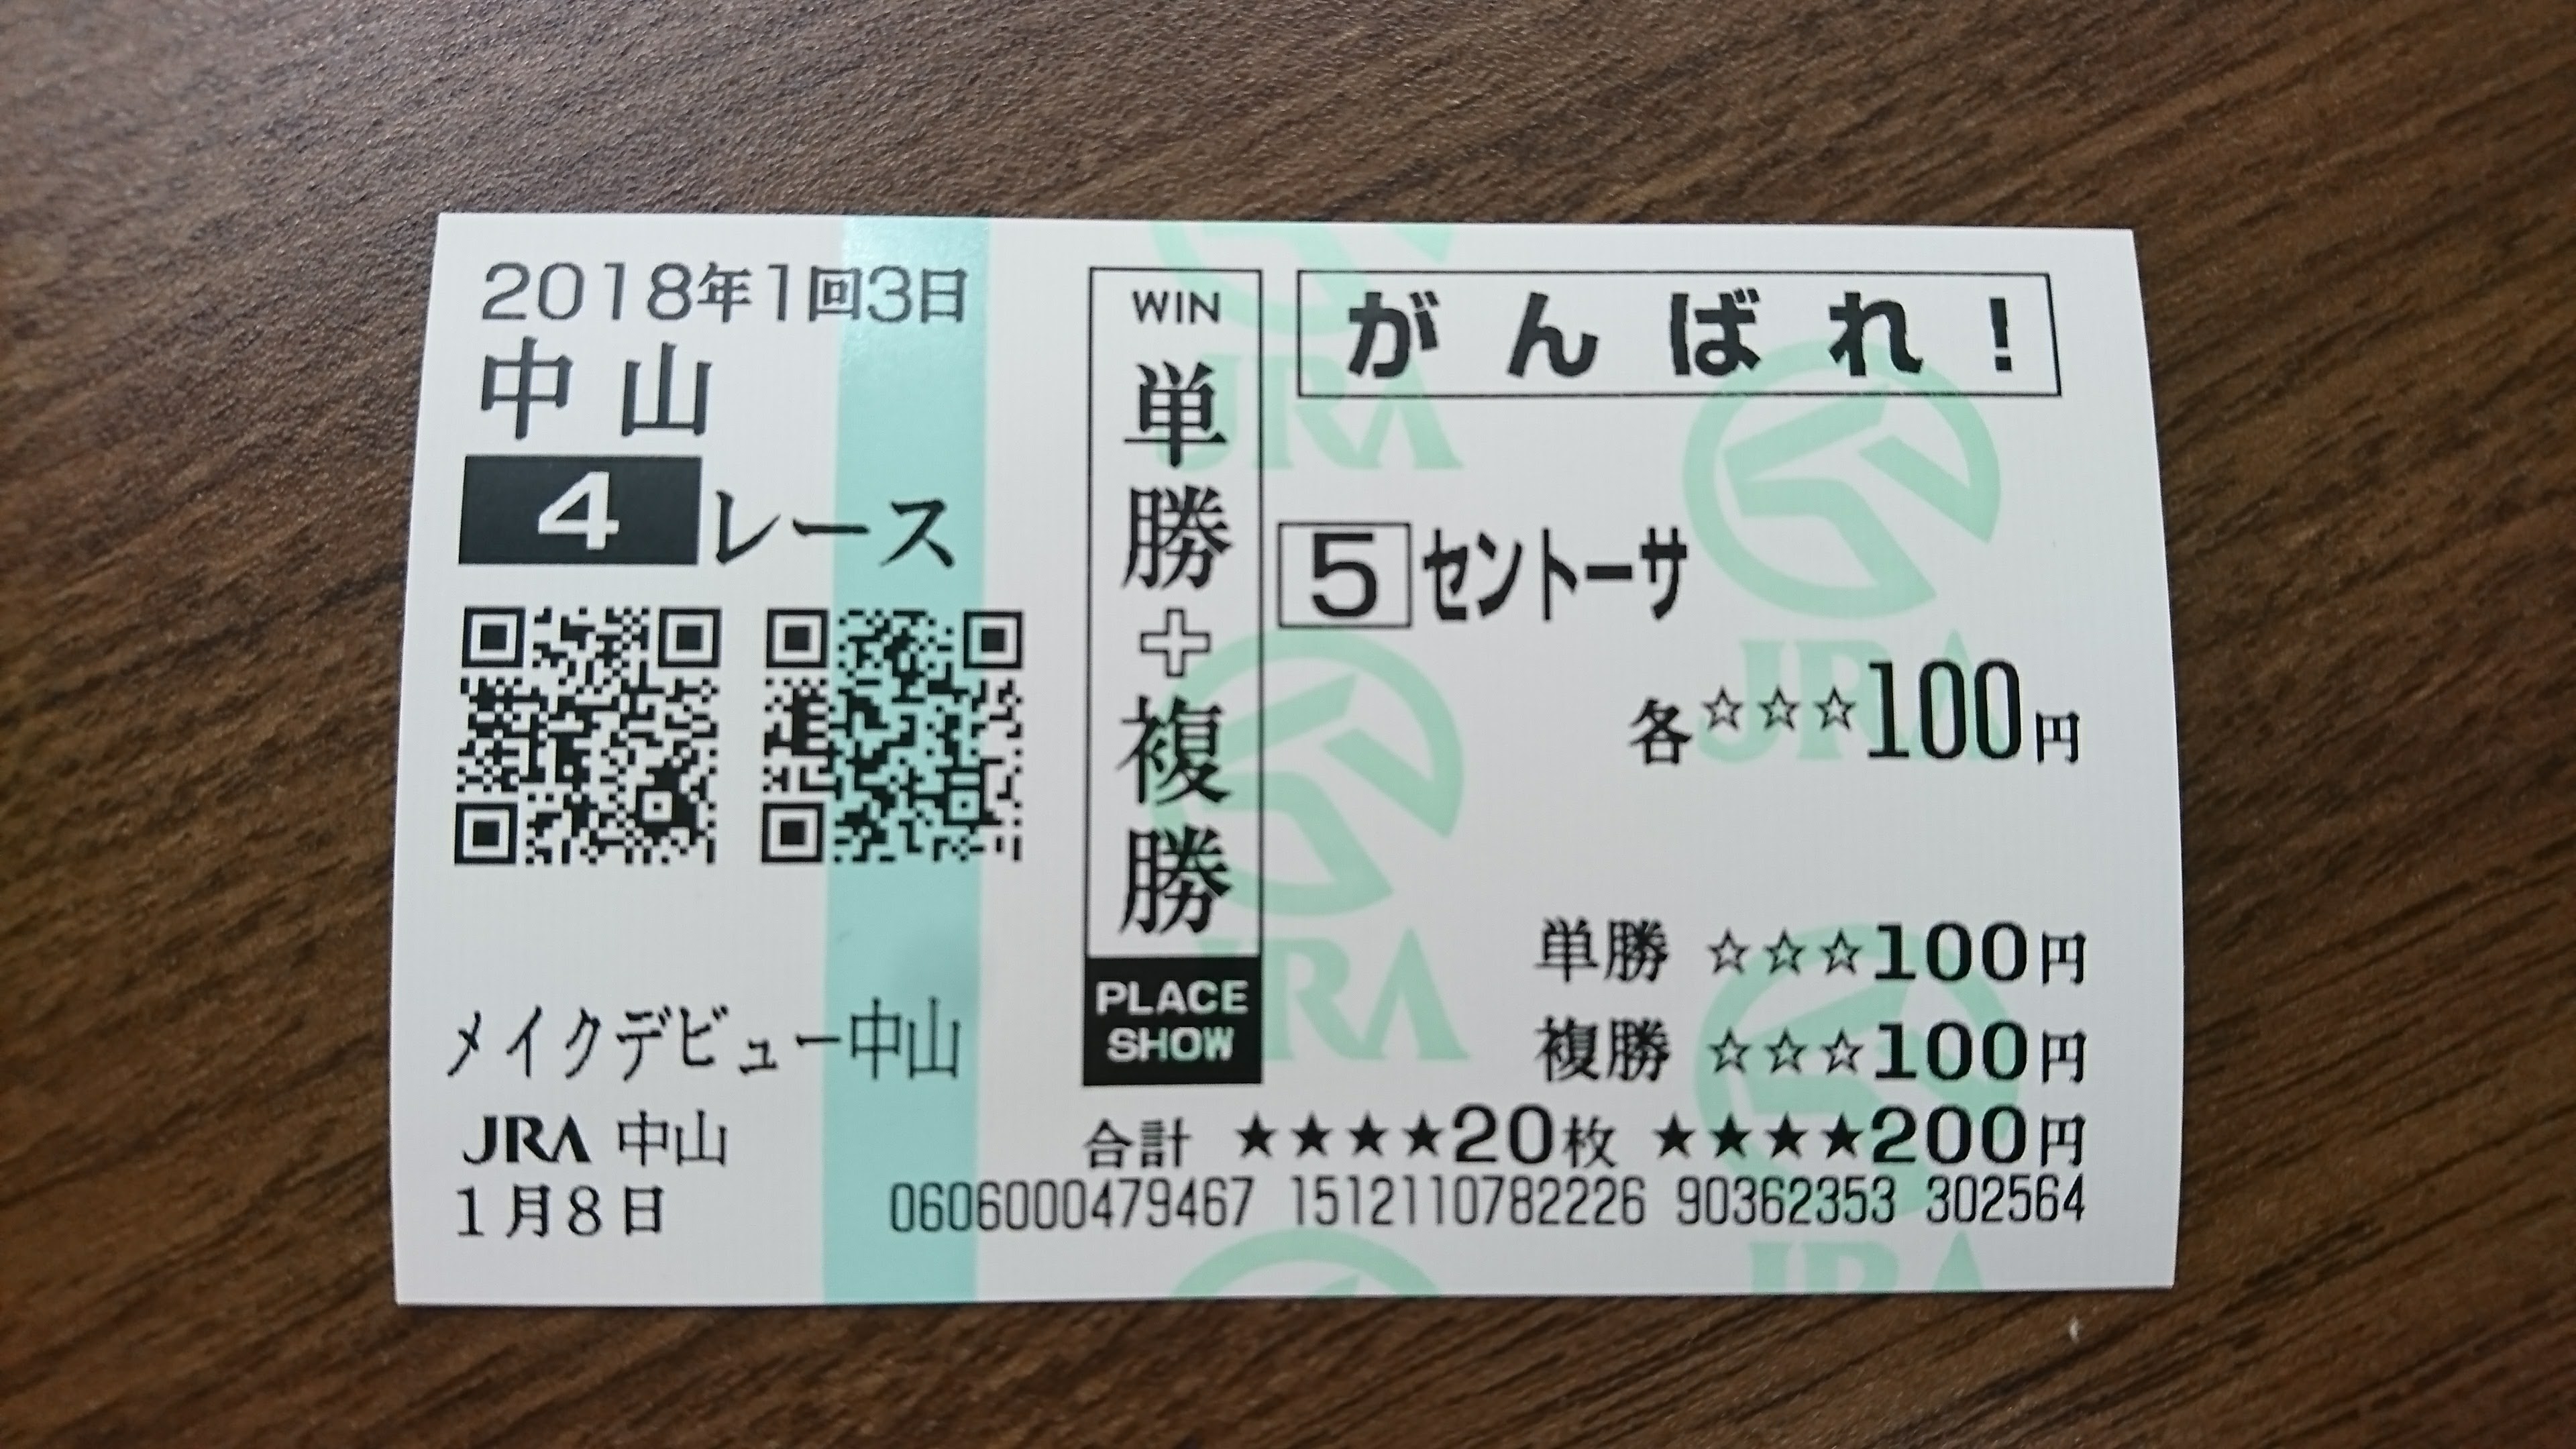 2018年1回3日
中山
4レース
メイクデビュー中山
JRA 中山
1月8日
WIN
単勝+複勝
PLACE
SHOW
がんばれ!
5 セントーサ
各☆☆☆100円
単勝 ☆☆☆100円
複勝 ☆☆☆100円
合計 ★★★★20枚 ★★★★200円
0606000479467 1512110782226 90362353 302564
JRA
JRA
JRA
JRA